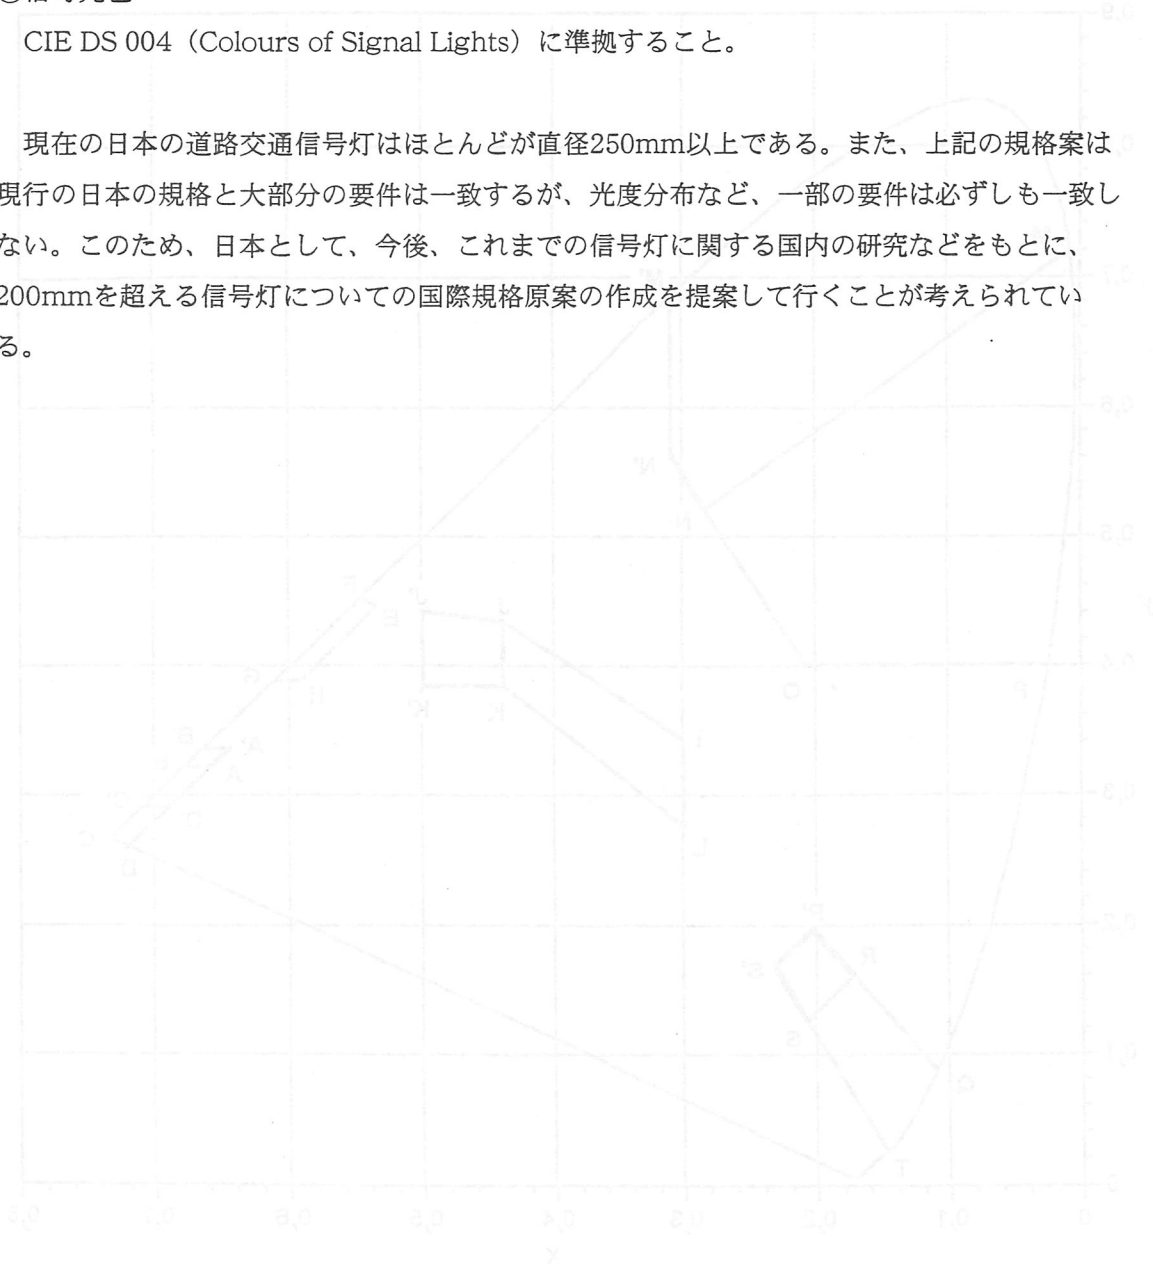 CIE DS 004（Colours of Signal Lights）に準拠すること。
現在の日本の道路交通信号灯はほとんどが直径250mm以上である。また、上記の規格案は
現行の日本の規格と大部分の要件は一致するが、光度分布など、一部の要件は必ずしも一致し
ない。このため、日本として、今後、これまでの信号灯に関する国内の研究などをもとに、
200mmを超える信号灯についての国際規格原案の作成を提案して行くことが考えられてい
る。